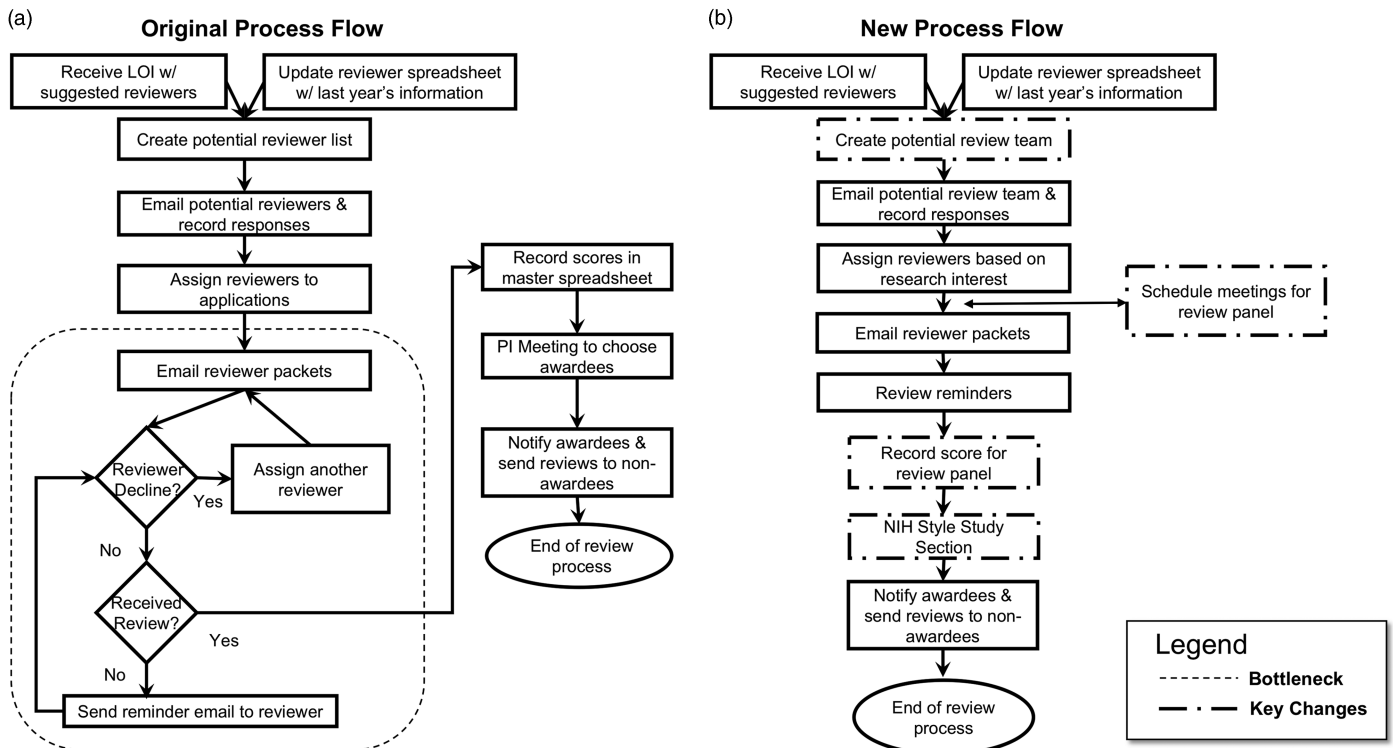 (a)
Original Process Flow
Receive LOI w/
suggested reviewers
Update reviewer spreadsheet
w/ last year's information
Create potential reviewer list
Email potential reviewers &
record responses
Assign reviewers to
applications
Email reviewer packets
Reviewer
Decline?
Yes
Assign another
reviewer
No
Received
Review?
Yes
No
Send reminder email to reviewer
Record scores in
master spreadsheet
PI Meeting to choose
awardees
Notify awardees &
send reviews to non-
awardees
End of review
process
(b)
New Process Flow
Receive LOI w/
suggested reviewers
Update reviewer spreadsheet
w/ last year's information
Create potential review team
Email potential review team &
record responses
Assign reviewers based on
research interest
Schedule meetings for
review panel
Email reviewer packets
Review reminders
Record score for
review panel
NIH Style Study
Section
Notify awardees &
send reviews to non-
awardees
End of review
process
Legend
Bottleneck
Key Changes